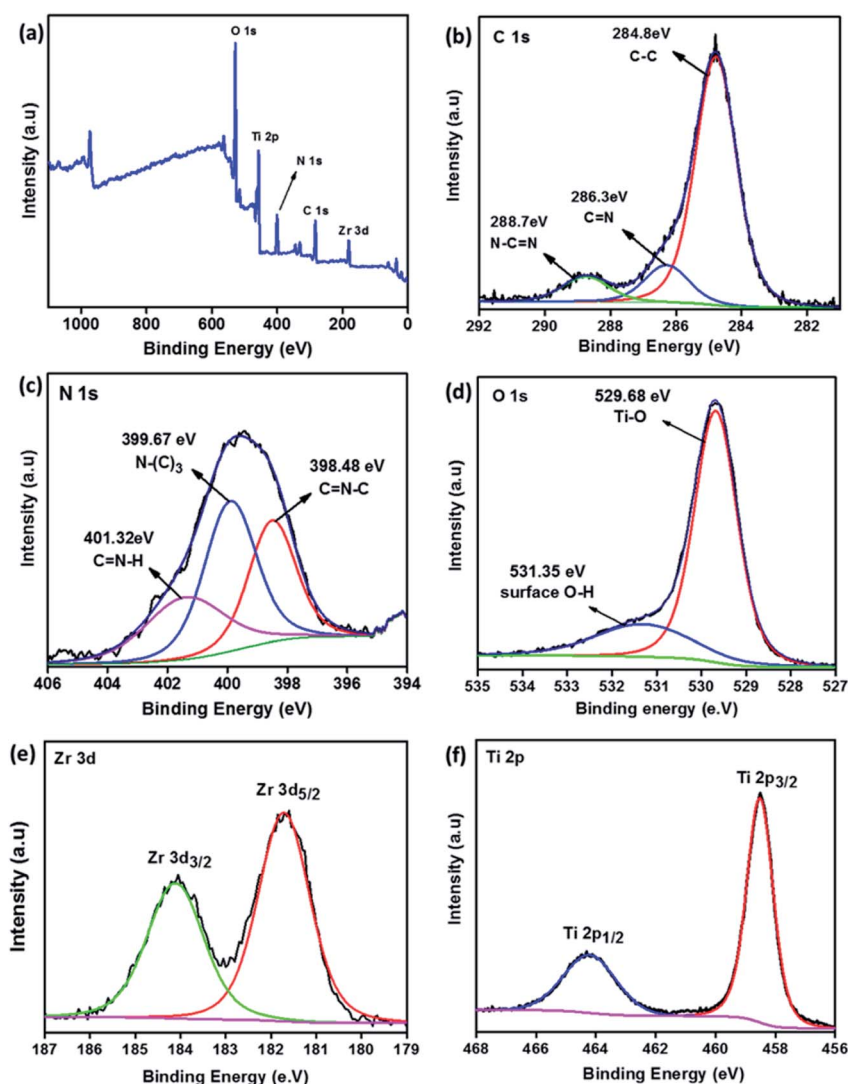 (a)
O 1s
Ti 2p
N 1s
C 1s
Zr 3d
Intensity (a.u)
1000 800 600 400 200 0
Binding Energy (eV)
(b) C 1s
284.8eV
C-C
286.3eV
C=N
288.7eV
N-C=N
Intensity (a.u)
292 290 288 286 284 282
Binding Energy (eV)
(c) N 1s
399.67 eV
N-(C)3
398.48 eV
C=N-C
401.32eV
C=N-H
Intensity (a.u)
406 404 402 400 398 396 394
Binding Energy (eV)
(d) O 1s
529.68 eV
Ti-O
531.35 eV
surface O-H
Intensity (a.u)
535 534 533 532 531 530 529 528 527
Binding energy (e.V)
(e) Zr 3d
Zr 3d5/2
Zr 3d3/2
Intensity (a.u)
187 186 185 184 183 182 181 180 179
Binding Energy (e.V)
(f) Ti 2p
Ti 2p3/2
Ti 2p1/2
Intensity (a.u)
468 466 464 462 460 458 456
Binding Energy (eV)